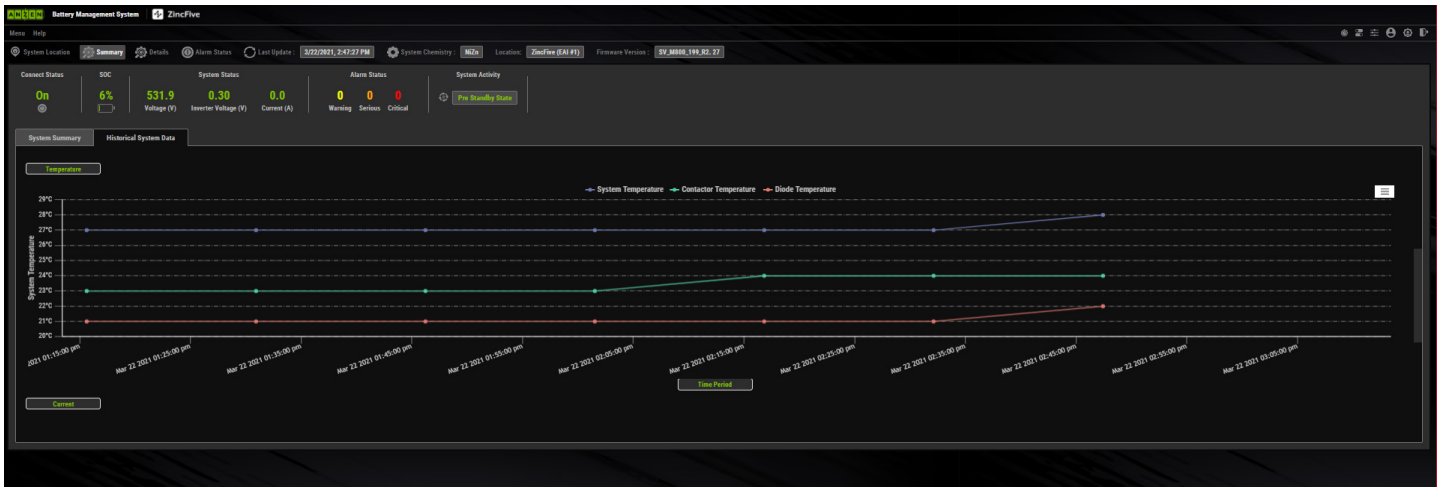 ANZEN Battery Management System ZincFive
Menu Help
System Location Summary Details Alarm Status Last Update : 3/22/2021, 2:47:27 PM System Chemistry : NiZn Location: ZincFive (EAI #1) Firmware Version : SV_M800_199_R2.27
Connect Status SOC System Status Alarm Status System Activity
On 6% 531.9 0.30 0.0 0 0 0 Pre Standby State
Voltage (V) Inverter Voltage (V) Current (A) Warning Serious Critical
System Summary Historical System Data
Temperature
System Temperature Contactor Temperature Diode Temperature
29°C
28°C
27°C
26°C
25°C
24°C
23°C
22°C
21°C
20°C
System Temperature
2021 01:15:00 pm Mar 22 2021 01:25:00 pm Mar 22 2021 01:35:00 pm Mar 22 2021 01:45:00 pm Mar 22 2021 01:55:00 pm Mar 22 2021 02:05:00 pm Mar 22 2021 02:15:00 pm Mar 22 2021 02:25:00 pm Mar 22 2021 02:35:00 pm Mar 22 2021 02:45:00 pm Mar 22 2021 02:55:00 pm Mar 22 2021 03:05:00 pm
Time Period
Current